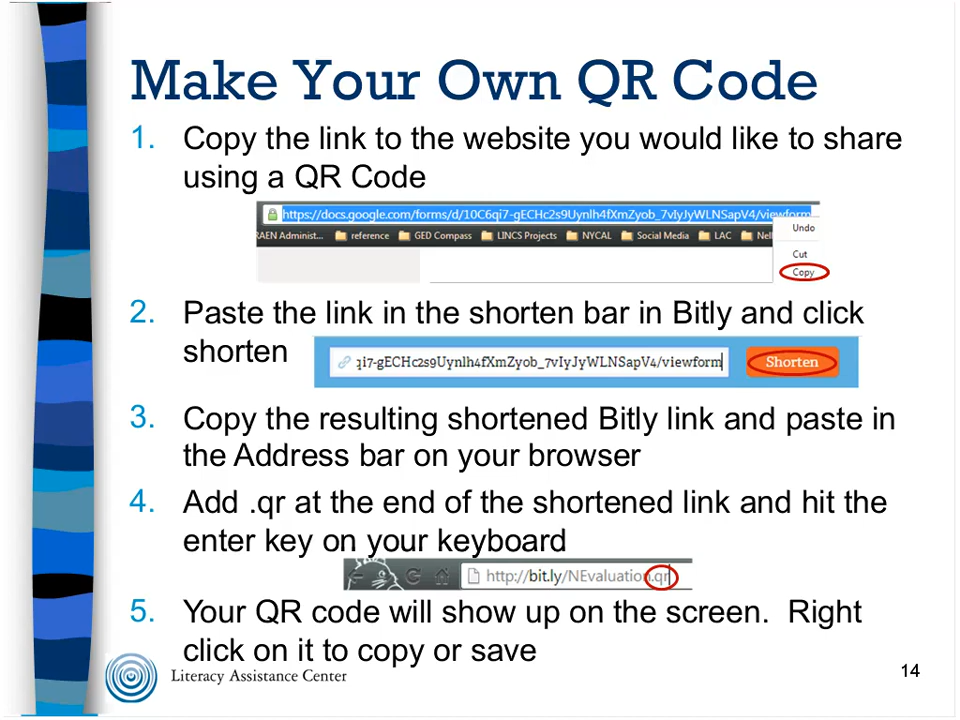 Make Your Own QR Code
1. Copy the link to the website you would like to share
using a QR Code
https://docs.google.com/forms/d/10C6qi7-gECHc2s9Uynlh4fXmZyob_7vIyJyWLNSapV4/viewform
RAEN Administ... reference GED Compass LINCS Projects NYCAL Social Media LAC Nell
Undo
Cut
Copy
2. Paste the link in the shorten bar in Bitly and click
shorten
qi7-gECHc2s9Uynlh4fXmZyob_7vIyJyWLNSapV4/viewform Shorten
3. Copy the resulting shortened Bitly link and paste in
the Address bar on your browser
4. Add .qr at the end of the shortened link and hit the
enter key on your keyboard
http://bit.ly/NEvaluation.qr
5. Your QR code will show up on the screen. Right
click on it to copy or save
Literacy Assistance Center
14